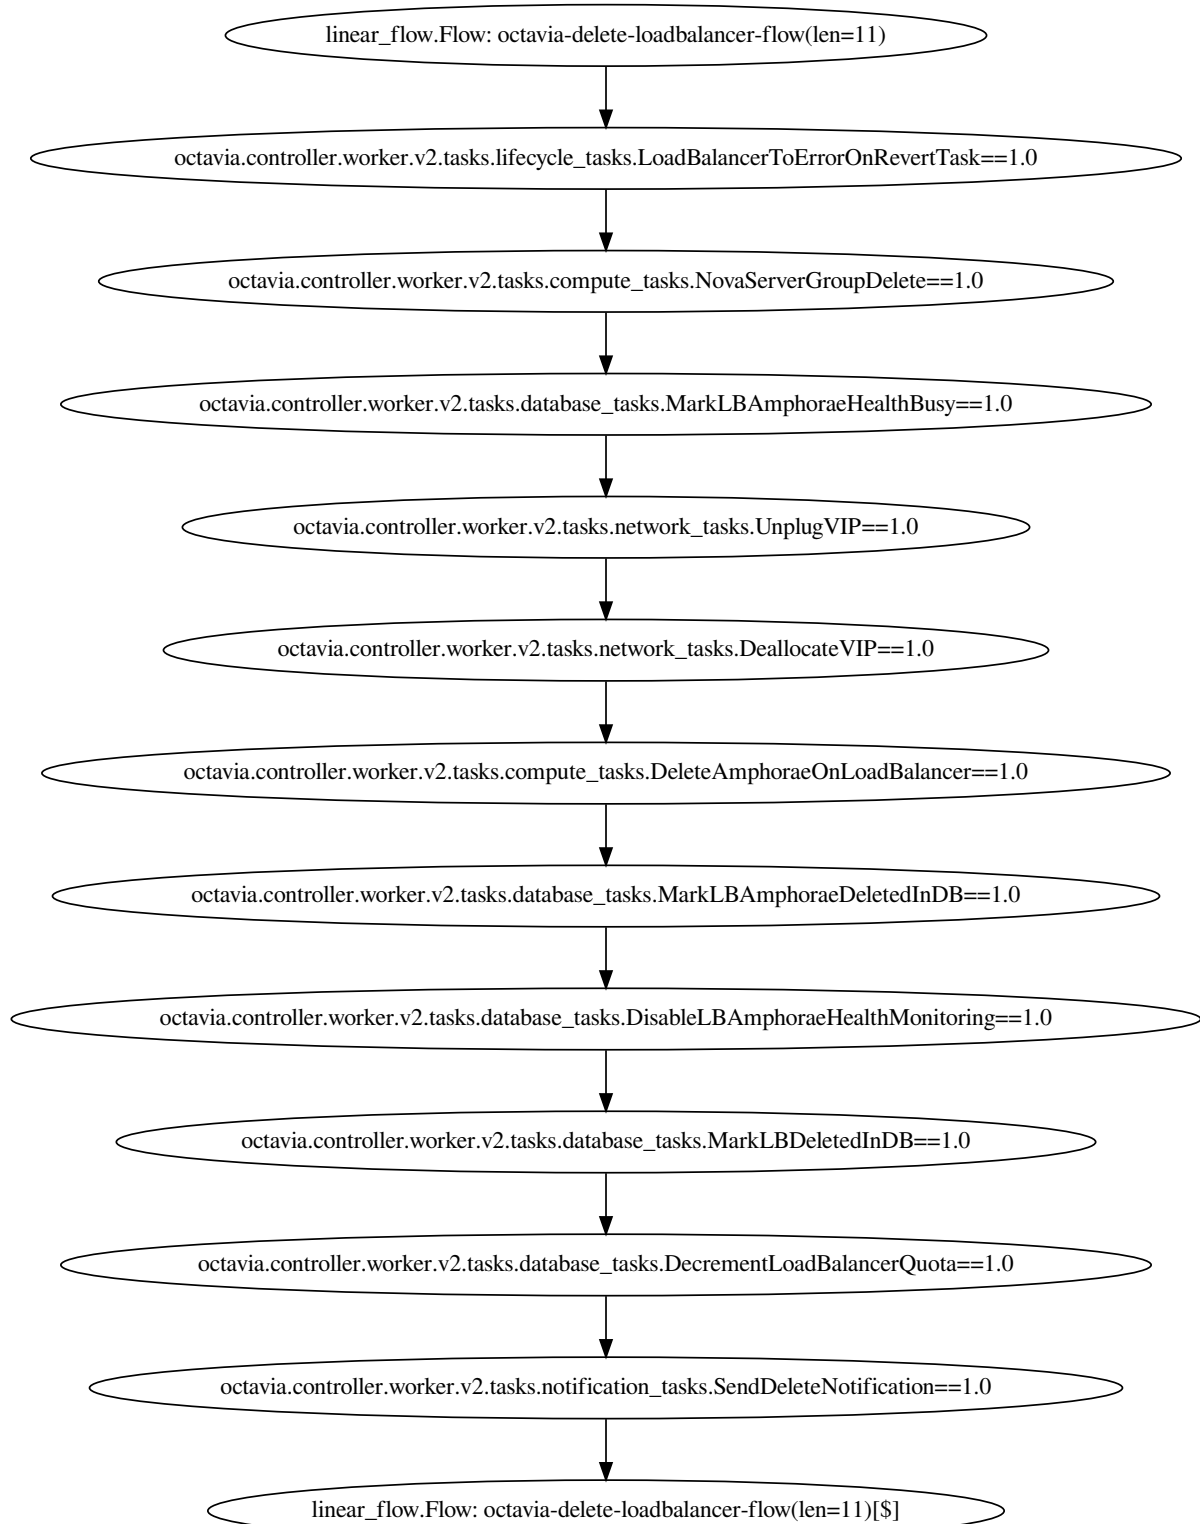 linear_flow.Flow: octavia-delete-loadbalancer-flow(len=11)
octavia.controller.worker.v2.tasks.lifecycle_tasks.LoadBalancerToErrorOnRevertTask==1.0
octavia.controller.worker.v2.tasks.compute_tasks.NovaServerGroupDelete==1.0
octavia.controller.worker.v2.tasks.database_tasks.MarkLBAmphoraeHealthBusy==1.0
octavia.controller.worker.v2.tasks.network_tasks.UnplugVIP==1.0
octavia.controller.worker.v2.tasks.network_tasks.DeallocateVIP==1.0
octavia.controller.worker.v2.tasks.compute_tasks.DeleteAmphoraeOnLoadBalancer==1.0
octavia.controller.worker.v2.tasks.database_tasks.MarkLBAmphoraeDeletedInDB==1.0
octavia.controller.worker.v2.tasks.database_tasks.DisableLBAmphoraeHealthMonitoring==1.0
octavia.controller.worker.v2.tasks.database_tasks.MarkLBDeletedInDB==1.0
octavia.controller.worker.v2.tasks.database_tasks.DecrementLoadBalancerQuota==1.0
octavia.controller.worker.v2.tasks.notification_tasks.SendDeleteNotification==1.0
linear_flow.Flow: octavia-delete-loadbalancer-flow(len=11)[$]